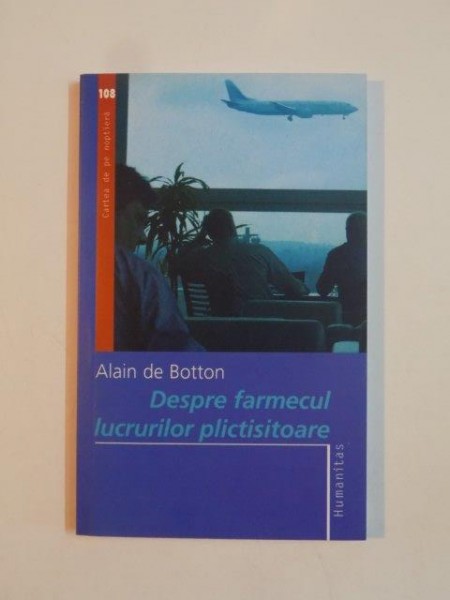 108
Cartea de pe noptieră
Alain de Botton
Despre farmecul
lucrurilor plictisitoare
Humanitas